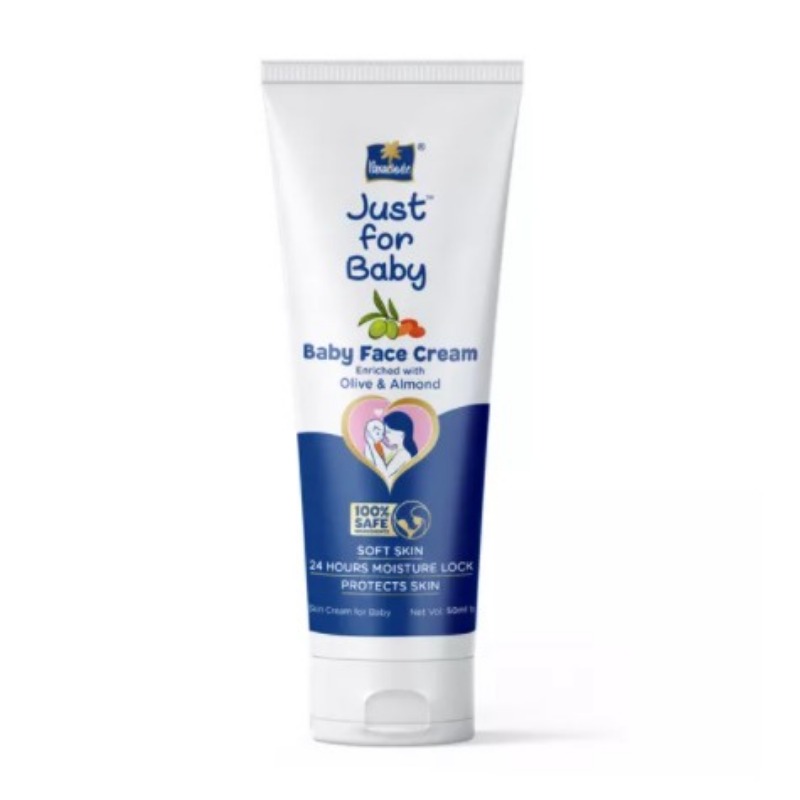 Parachute ®
Just™
for
Baby
Baby Face Cream
Enriched with
Olive & Almond
100%
SAFE
SOFT SKIN
24 HOURS MOISTURE LOCK
PROTECTS SKIN
Skin Cream for Baby Net Vol. 50ml